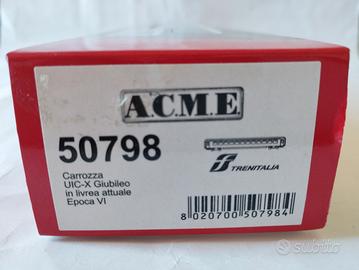 A.C.M.E
50798
TRENITALIA
Carrozza
UIC-X Giubileo
in livrea attuale
Epoca VI
8 020700 507984
subito